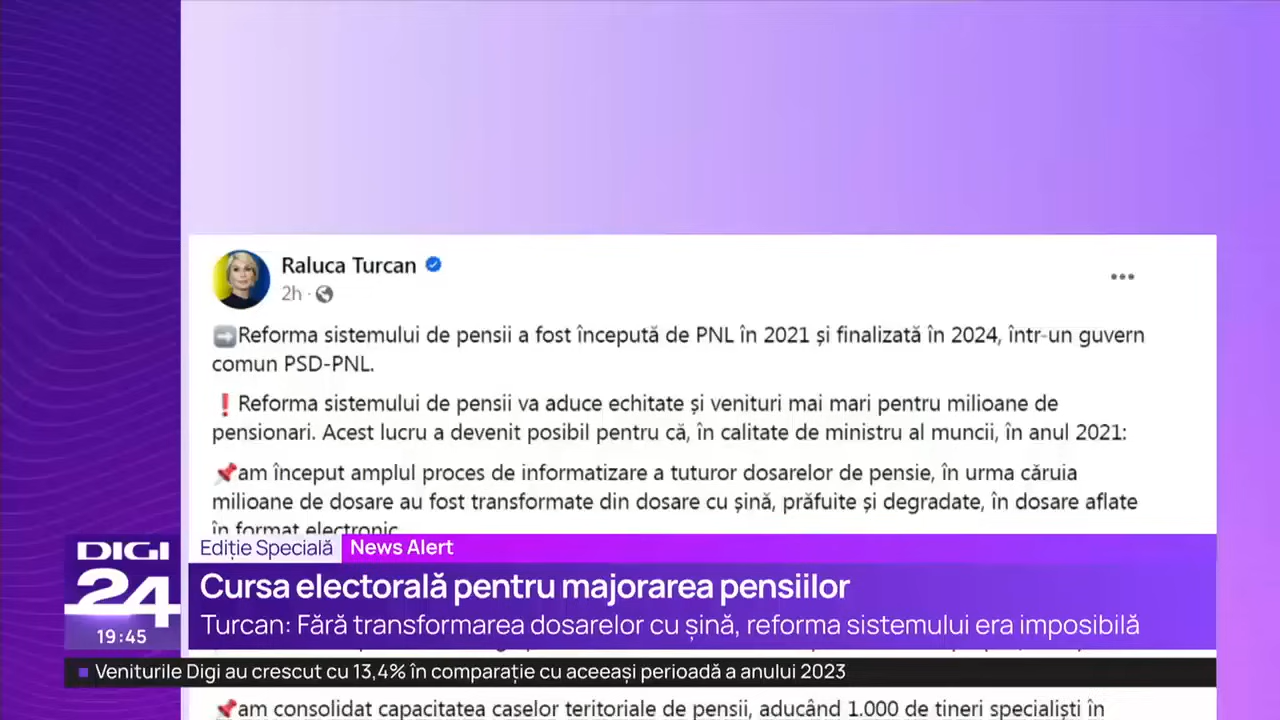 Raluca Turcan
2h ·
Reforma sistemului de pensii a fost începută de PNL în 2021 și finalizată în 2024, într-un guvern
comun PSD-PNL.
❗Reforma sistemului de pensii va aduce echitate și venituri mai mari pentru milioane de
pensionari. Acest lucru a devenit posibil pentru că, în calitate de ministru al muncii, în anul 2021:
📌am început amplul proces de informatizare a tuturor dosarelor de pensie, în urma căruia
milioane de dosare au fost transformate din dosare cu șină, prăfuite și degradate, în dosare aflate
în format electronic
DIGI
24
19:45
Ediție Specială
News Alert
Cursa electorală pentru majorarea pensiilor
Turcan: Fără transformarea dosarelor cu șină, reforma sistemului era imposibilă
Veniturile Digi au crescut cu 13,4% în comparație cu aceeași perioadă a anului 2023
📌am consolidat capacitatea caselor teritoriale de pensii, aducând 1.000 de tineri specialiști în